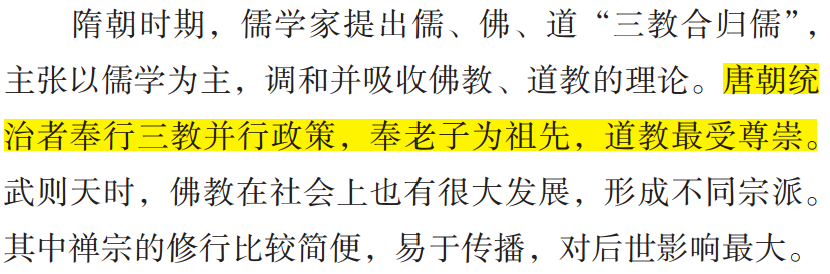 隋朝时期，儒学家提出儒、佛、道“三教合归儒”，
主张以儒学为主，调和并吸收佛教、道教的理论。唐朝统
治者奉行三教并行政策，奉老子为祖先，道教最受尊崇。
武则天时，佛教在社会上也有很大发展，形成不同宗派。
其中禅宗的修行比较简便，易于传播，对后世影响最大。